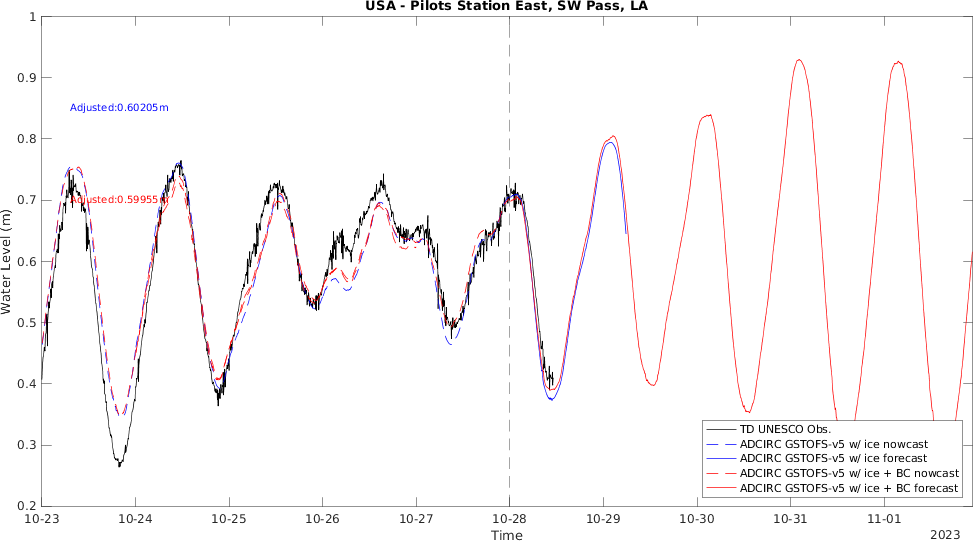 USA - Pilots Station East, SW Pass, LA
1
0.9
0.8
0.7
0.6
0.5
0.4
0.3
0.2
Water Level (m)
Adjusted:0.60205m
Adjusted:0.59955m
TD UNESCO Obs.
ADCIRC GSTOFS-v5 w/ ice nowcast
ADCIRC GSTOFS-v5 w/ ice forecast
ADCIRC GSTOFS-v5 w/ ice + BC nowcast
ADCIRC GSTOFS-v5 w/ ice + BC forecast
10-23 10-24 10-25 10-26 10-27 10-28 10-29 10-30 10-31 11-01
Time
2023